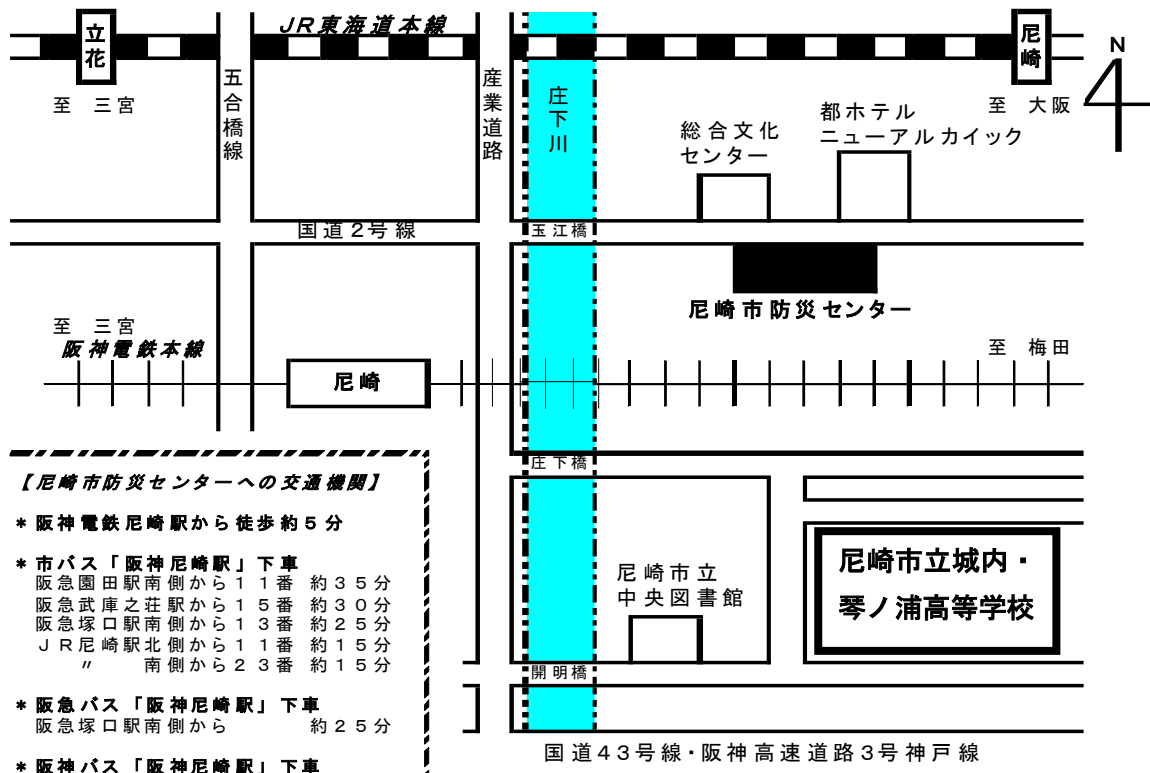 JR東海道本線
立花
尼崎
N
至 三宮
五合橋線
産業道路
庄下川
至 大阪
総合文化
センター
都ホテル
ニューアルカイック
国道2号線
玉江橋
尼崎市防災センター
至 三宮
阪神電鉄本線
至 梅田
尼崎
庄下橋
【尼崎市防災センターへの交通機関】
*阪神電鉄尼崎駅から徒歩約5分
*市バス「阪神尼崎駅」下車
阪急園田駅南側から11番 約35分
阪急武庫之荘駅から15番 約30分
阪急塚口駅南側から13番 約25分
JR尼崎駅北側から11番 約15分
〃 南側から23番 約15分
*阪急バス「阪神尼崎駅」下車
阪急塚口駅南側から 約25分
*阪神バス「阪神尼崎駅」下車
尼崎市立
中央図書館
尼崎市立城内・
琴ノ浦高等学校
開明橋
国道43号線・阪神高速道路3号神戸線